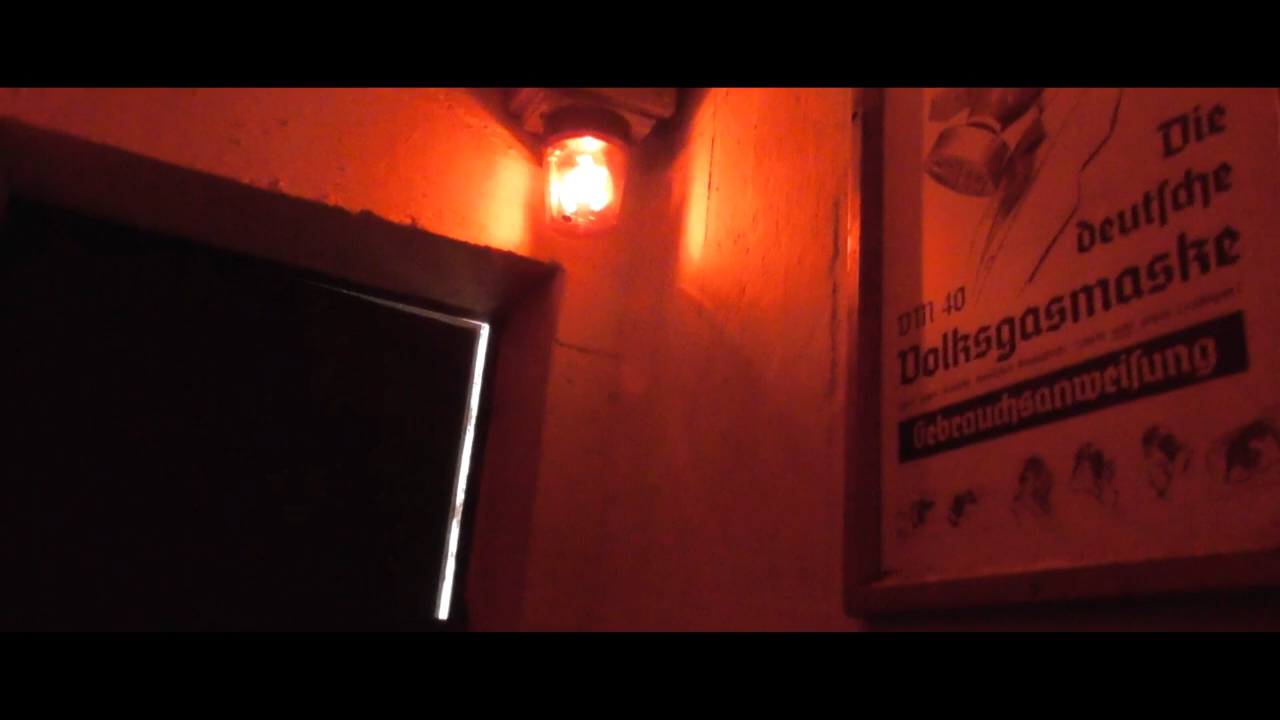 Die
deutſche
VM 40
Volksgasmaske
Gebrauchsanweiſung